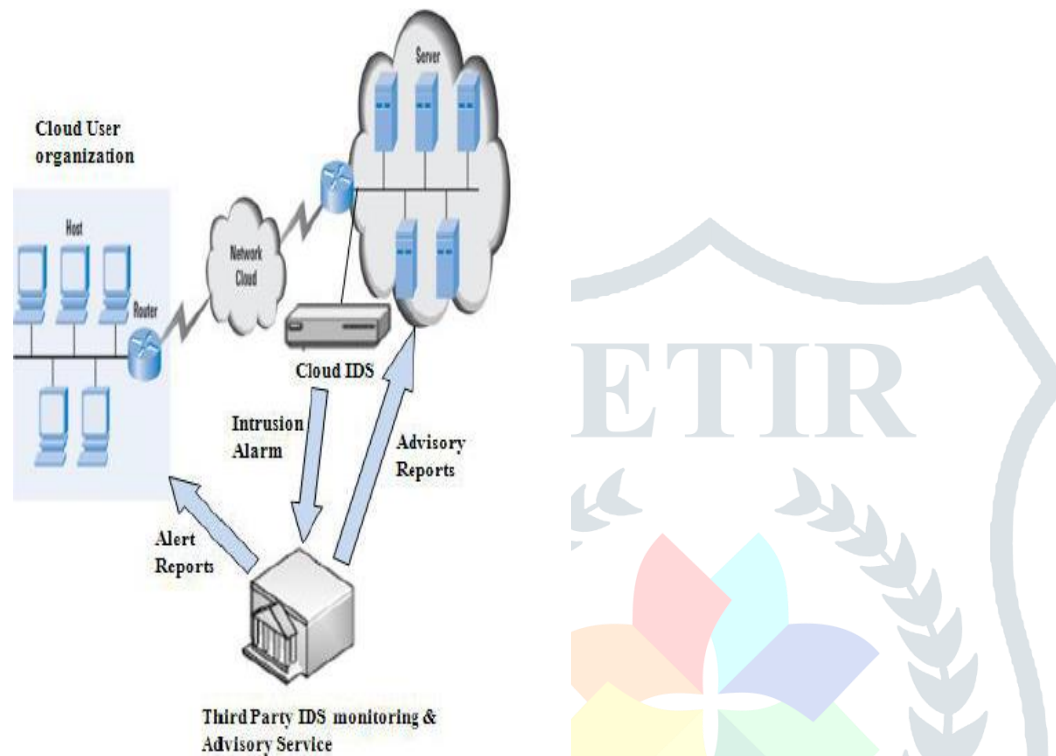 Server
Cloud User
organization
Host
Network
Cloud
Router
Cloud IDS
Intrusion
Alarm
Advisory
Reports
Alert
Reports
Third Party IDS monitoring &
Advisory Service
ETIR